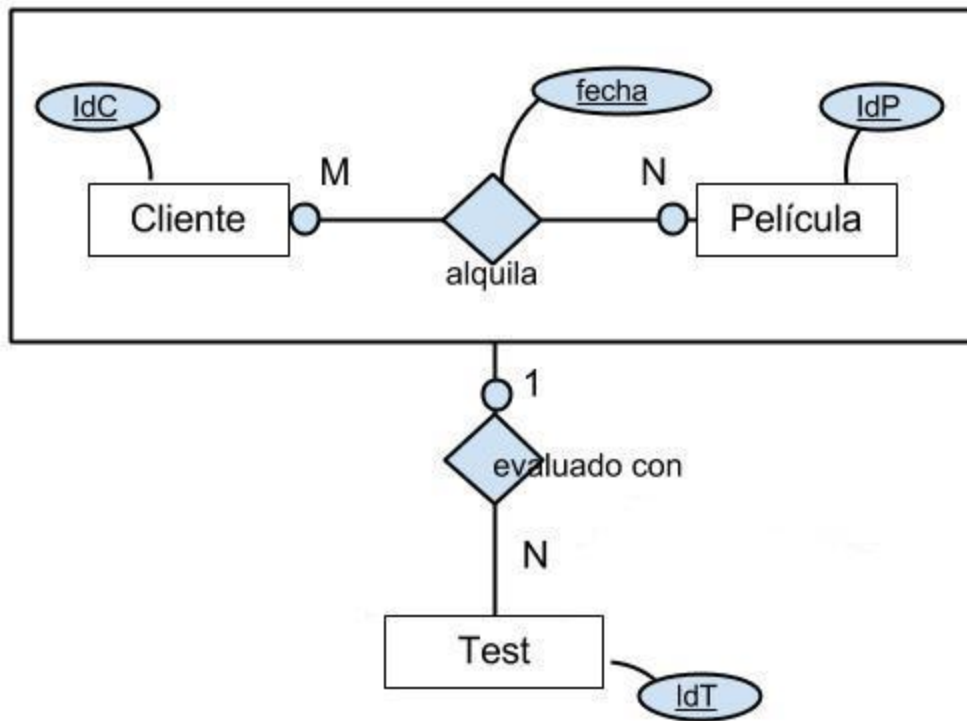 IdC
fecha
IdP
M
N
Cliente
Película
alquila
1
evaluado con
N
Test
IdT